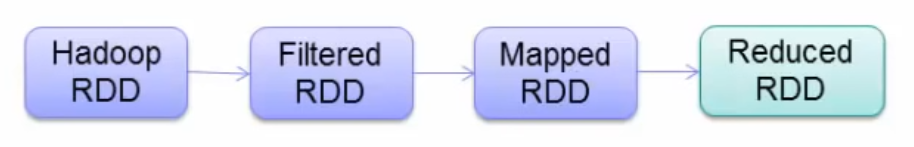 Hadoop
RDD
Filtered
RDD
Mapped
RDD
Reduced
RDD